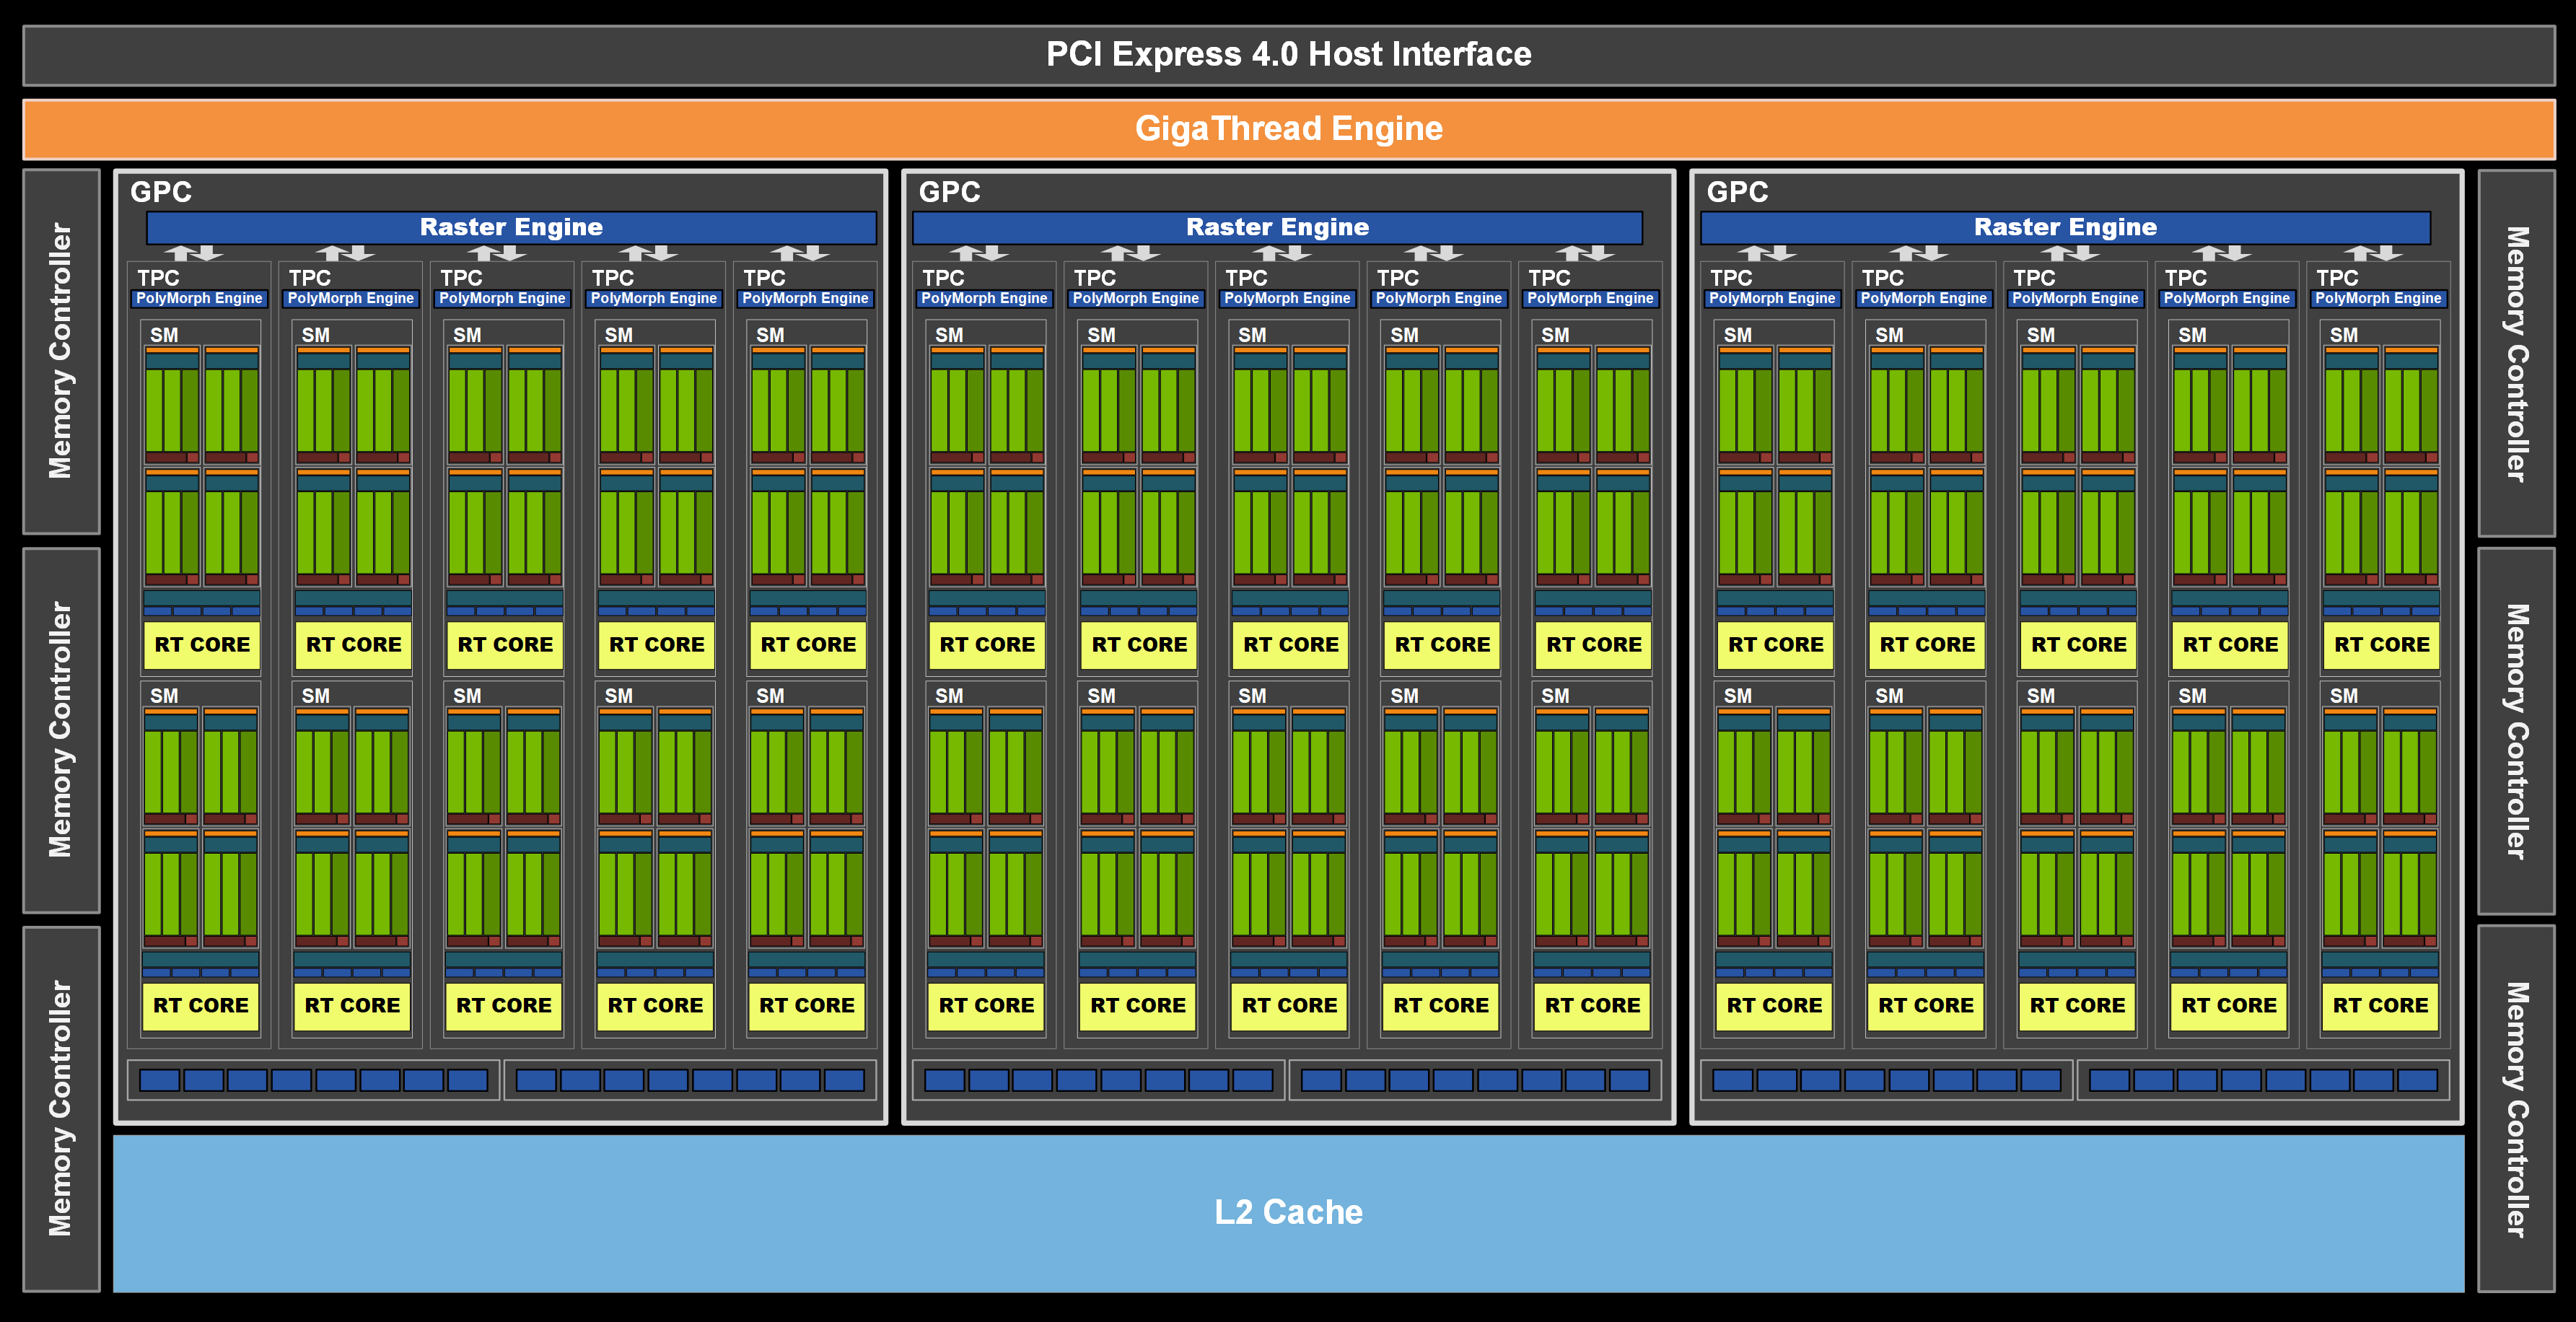 PCI Express 4.0 Host Interface
GigaThread Engine
Memory Controller
Memory Controller
Memory Controller
GPC
Raster Engine
TPC TPC TPC TPC TPC
PolyMorph Engine PolyMorph Engine PolyMorph Engine PolyMorph Engine PolyMorph Engine
SM SM SM SM SM
RT CORE RT CORE RT CORE RT CORE RT CORE
SM SM SM SM SM
RT CORE RT CORE RT CORE RT CORE RT CORE
GPC
Raster Engine
TPC TPC TPC TPC TPC
PolyMorph Engine PolyMorph Engine PolyMorph Engine PolyMorph Engine PolyMorph Engine
SM SM SM SM SM
RT CORE RT CORE RT CORE RT CORE RT CORE
SM SM SM SM SM
RT CORE RT CORE RT CORE RT CORE RT CORE
GPC
Raster Engine
TPC TPC TPC TPC TPC
PolyMorph Engine PolyMorph Engine PolyMorph Engine PolyMorph Engine PolyMorph Engine
SM SM SM SM SM
RT CORE RT CORE RT CORE RT CORE RT CORE
SM SM SM SM SM
RT CORE RT CORE RT CORE RT CORE RT CORE
Memory Controller
Memory Controller
Memory Controller
L2 Cache